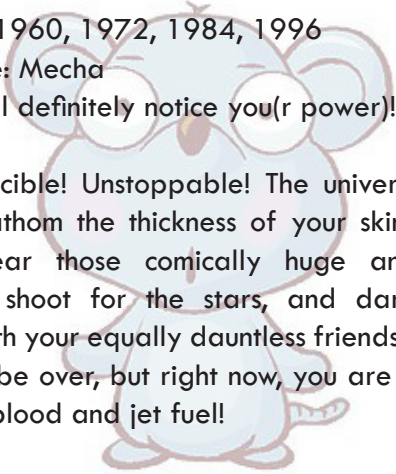 1960, 1972, 1984, 1996
: Mecha
l definitely notice you(r power)!
cible! Unstoppable! The univer
athom the thickness of your skin
ear those comically huge an
shoot for the stars, and dar
th your equally dauntless friends
be over, but right now, you are
blood and jet fuel!